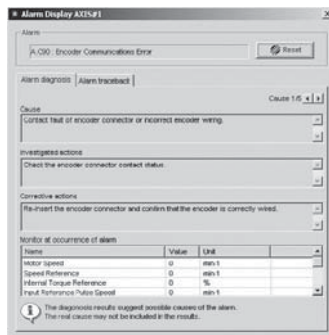 Alarm Display AXIS#1
Alarm
A.C90 : Encoder Communications Error
Reset
Alarm diagnosis
Alarm traceback
Cause 1/5
Cause
Contact fault of encoder connector or incorrect encoder wiring.
Investigated actions
Check the encoder connector contact status.
Corrective actions
Re-insert the encoder connector and confirm that the encoder is correctly wired.
Monitor at occurrence of alarm
Name Value Unit
Motor Speed 0 min-1
Speed Reference 0 min-1
Internal Torque Reference 0 %
Input Reference Pulse Speed 0 min-1
The diagnosis results suggest possible causes of the alarm.
The real cause may not be included in the results.